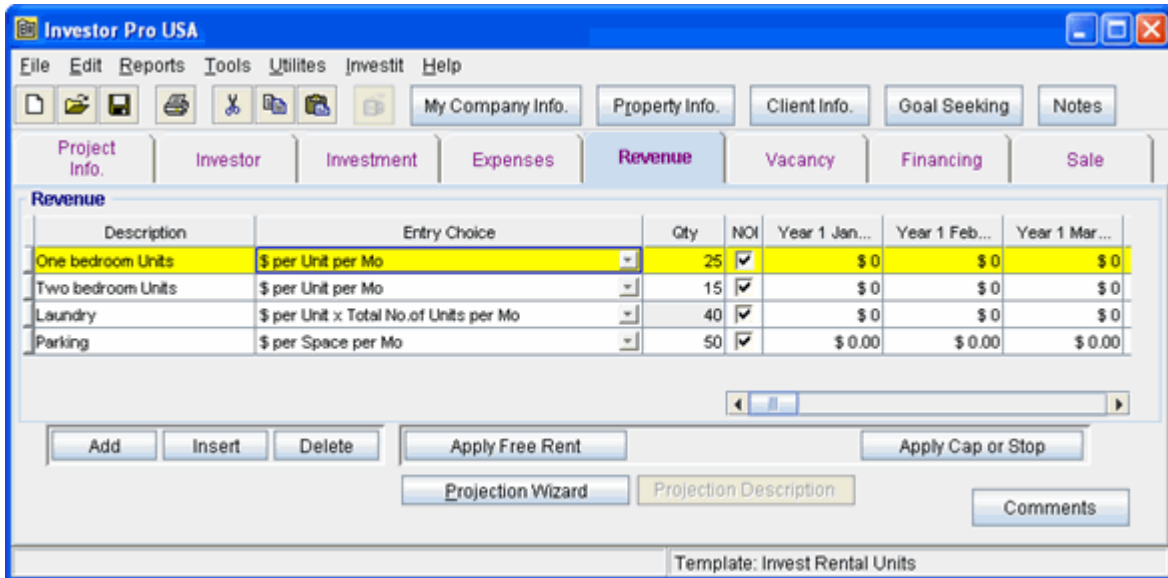 Investor Pro USA
File Edit Reports Tools Utilites Investit Help
My Company Info. Property Info. Client Info. Goal Seeking Notes
Project Info. Investor Investment Expenses Revenue Vacancy Financing Sale
Revenue
Description Entry Choice Qty NOI Year 1 Jan... Year 1 Feb... Year 1 Mar...
One bedroom Units $ per Unit per Mo 25 $ 0 $ 0 $ 0
Two bedroom Units $ per Unit per Mo 15 $ 0 $ 0 $ 0
Laundry $ per Unit x Total No.of Units per Mo 40 $ 0 $ 0 $ 0
Parking $ per Space per Mo 50 $ 0.00 $ 0.00 $ 0.00
Add Insert Delete Apply Free Rent Apply Cap or Stop
Projection Wizard Projection Description
Comments
Template: Invest Rental Units